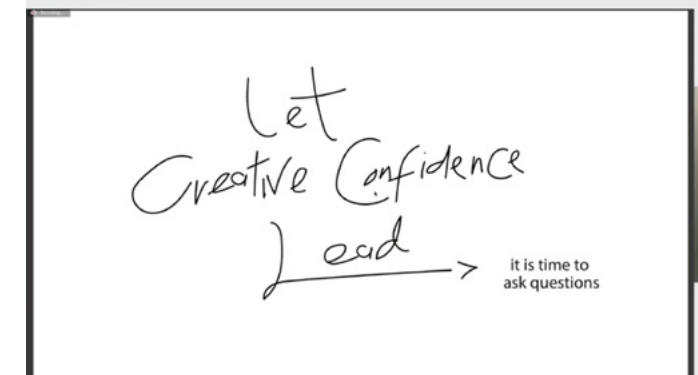 Let
Creative Confidence
Lead
it is time to
ask questions